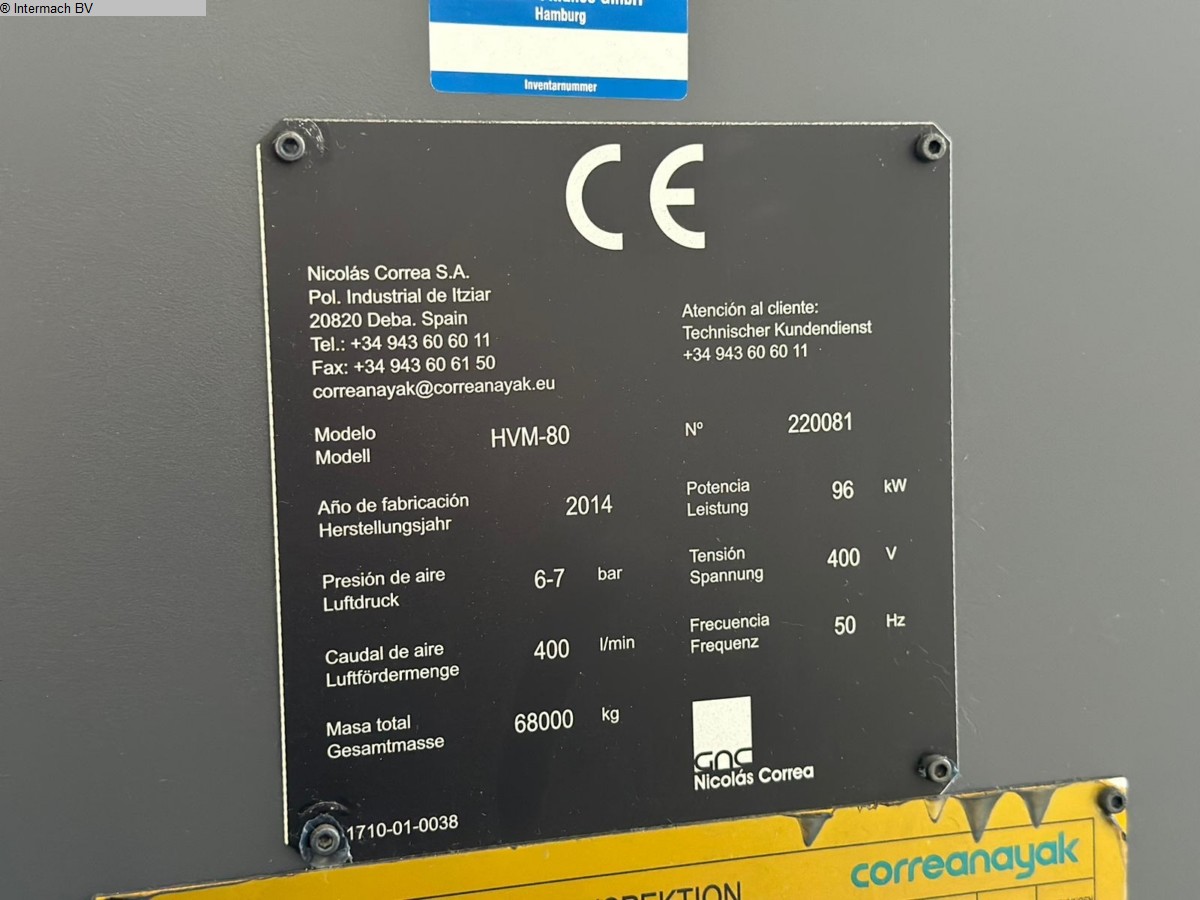 ® Intermach BV
GmbH
Hamburg
Inventarnummer
CE
Nicolás Correa S.A.
Pol. Industrial de Itziar
20820 Deba. Spain
Tel.: +34 943 60 60 11
Fax: +34 943 60 61 50
correanayak@correanayak.eu
Atención al cliente:
Technischer Kundendienst
+34 943 60 60 11
Modelo
Modell
HVM-80
Nº
220081
Año de fabricación
Herstellungsjahr
2014
Potencia
Leistung
96 kW
Presión de aire
Luftdruck
6-7 bar
Tensión
Spannung
400 V
Caudal de aire
Luftfördermenge
400 l/min
Frecuencia
Frequenz
50 Hz
Masa total
Gesamtmasse
68000 kg
GNC
Nicolás Correa
1710-01-0038
correanayak